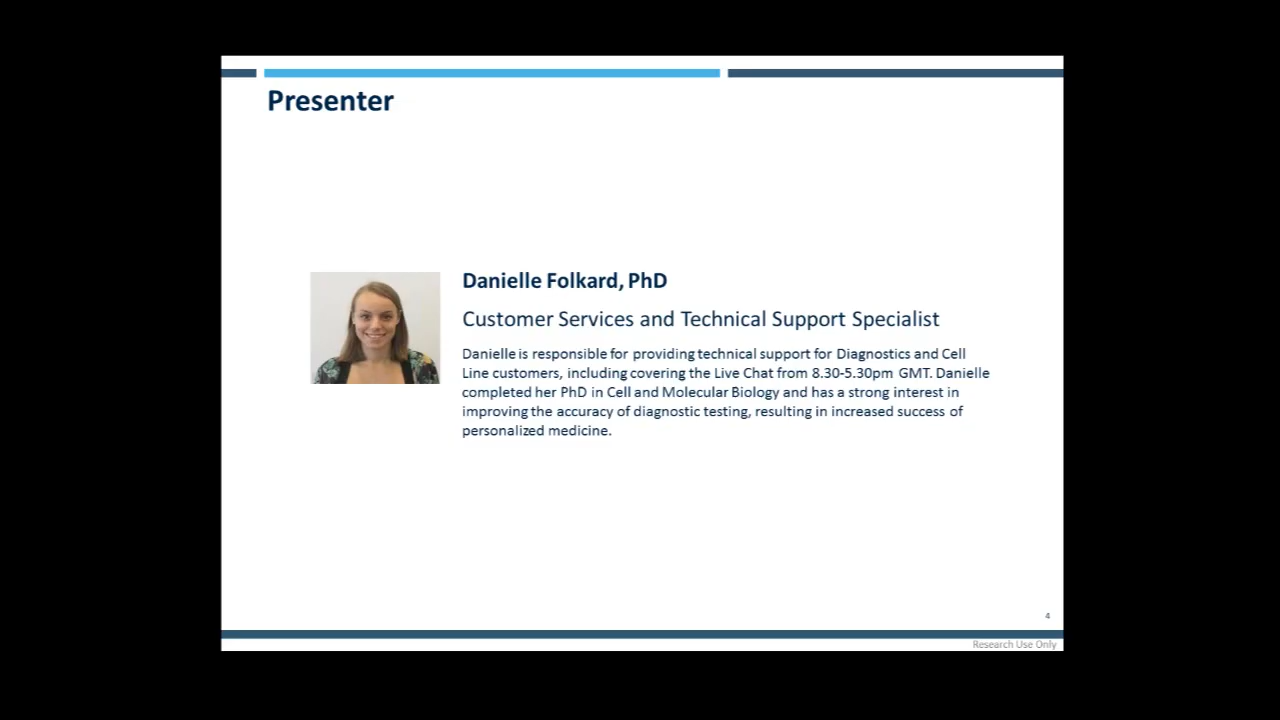 Presenter
Danielle Folkard, PhD
Customer Services and Technical Support Specialist
Danielle is responsible for providing technical support for Diagnostics and Cell
Line customers, including covering the Live Chat from 8.30-5.30pm GMT. Danielle
completed her PhD in Cell and Molecular Biology and has a strong interest in
improving the accuracy of diagnostic testing, resulting in increased success of
personalized medicine.
4
Research Use Only